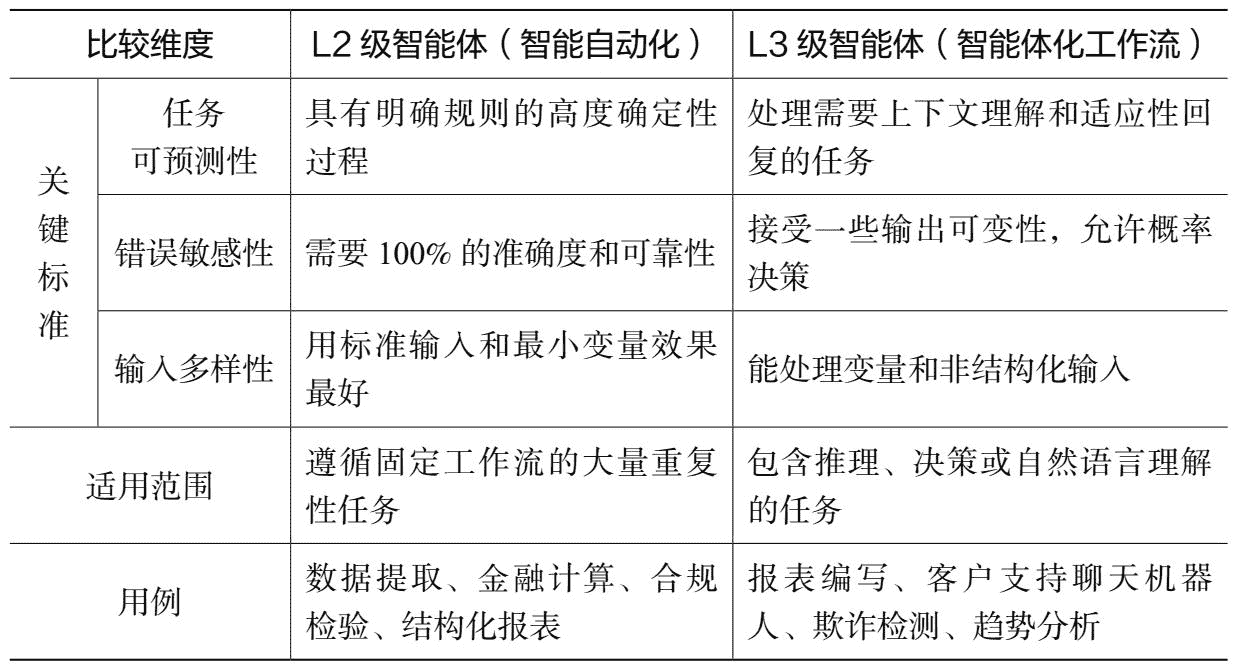 比较维度 L2 级智能体（智能自动化） L3 级智能体（智能体化工作流）
关键标准
任务
可预测性
具有明确规则的高度确定性
过程
处理需要上下文理解和适应性回
复的任务
错误敏感性
需要 100% 的准确度和可靠性
接受一些输出可变性，允许概率
决策
输入多样性
用标准输入和最小变量效果
最好
能处理变量和非结构化输入
适用范围
遵循固定工作流的大量重复
性任务
包含推理、决策或自然语言理解
的任务
用例
数据提取、金融计算、合规
检验、结构化报表
报表编写、客户支持聊天机器
人、欺诈检测、趋势分析